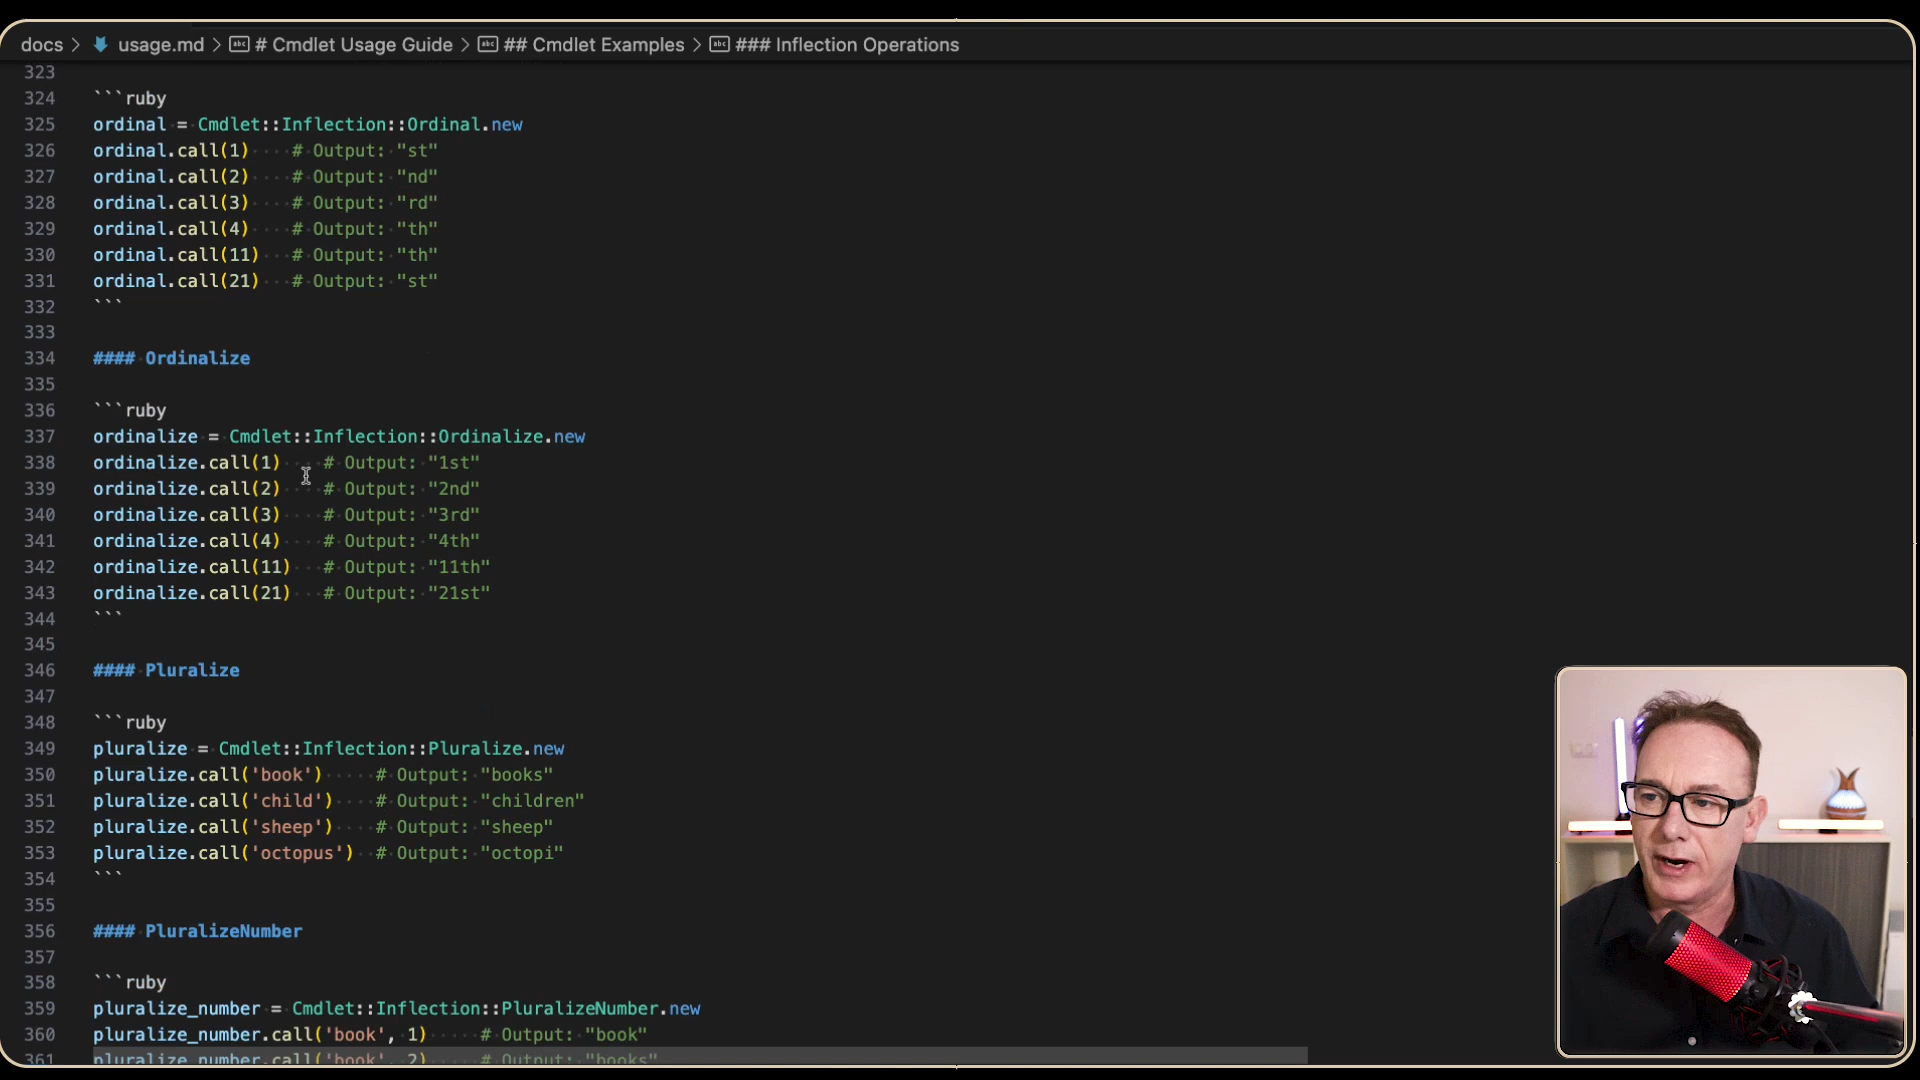 docs > usage.md > # Cmdlet Usage Guide > ## Cmdlet Examples > ### Inflection Operations
323
324 ```ruby
325 ordinal = Cmdlet::Inflection::Ordinal.new
326 ordinal.call(1)    # Output: "st"
327 ordinal.call(2)    # Output: "nd"
328 ordinal.call(3)    # Output: "rd"
329 ordinal.call(4)    # Output: "th"
330 ordinal.call(11)   # Output: "th"
331 ordinal.call(21)   # Output: "st"
332 ```
333
334 #### Ordinalize
335
336 ```ruby
337 ordinalize = Cmdlet::Inflection::Ordinalize.new
338 ordinalize.call(1)    # Output: "1st"
339 ordinalize.call(2)    # Output: "2nd"
340 ordinalize.call(3)    # Output: "3rd"
341 ordinalize.call(4)    # Output: "4th"
342 ordinalize.call(11)   # Output: "11th"
343 ordinalize.call(21)   # Output: "21st"
344 ```
345
346 #### Pluralize
347
348 ```ruby
349 pluralize = Cmdlet::Inflection::Pluralize.new
350 pluralize.call('book')     # Output: "books"
351 pluralize.call('child')    # Output: "children"
352 pluralize.call('sheep')    # Output: "sheep"
353 pluralize.call('octopus')  # Output: "octopi"
354 ```
355
356 #### PluralizeNumber
357
358 ```ruby
359 pluralize_number = Cmdlet::Inflection::PluralizeNumber.new
360 pluralize_number.call('book', 1)     # Output: "book"
361 pluralize_number.call('book', 2)     # Output: "books"